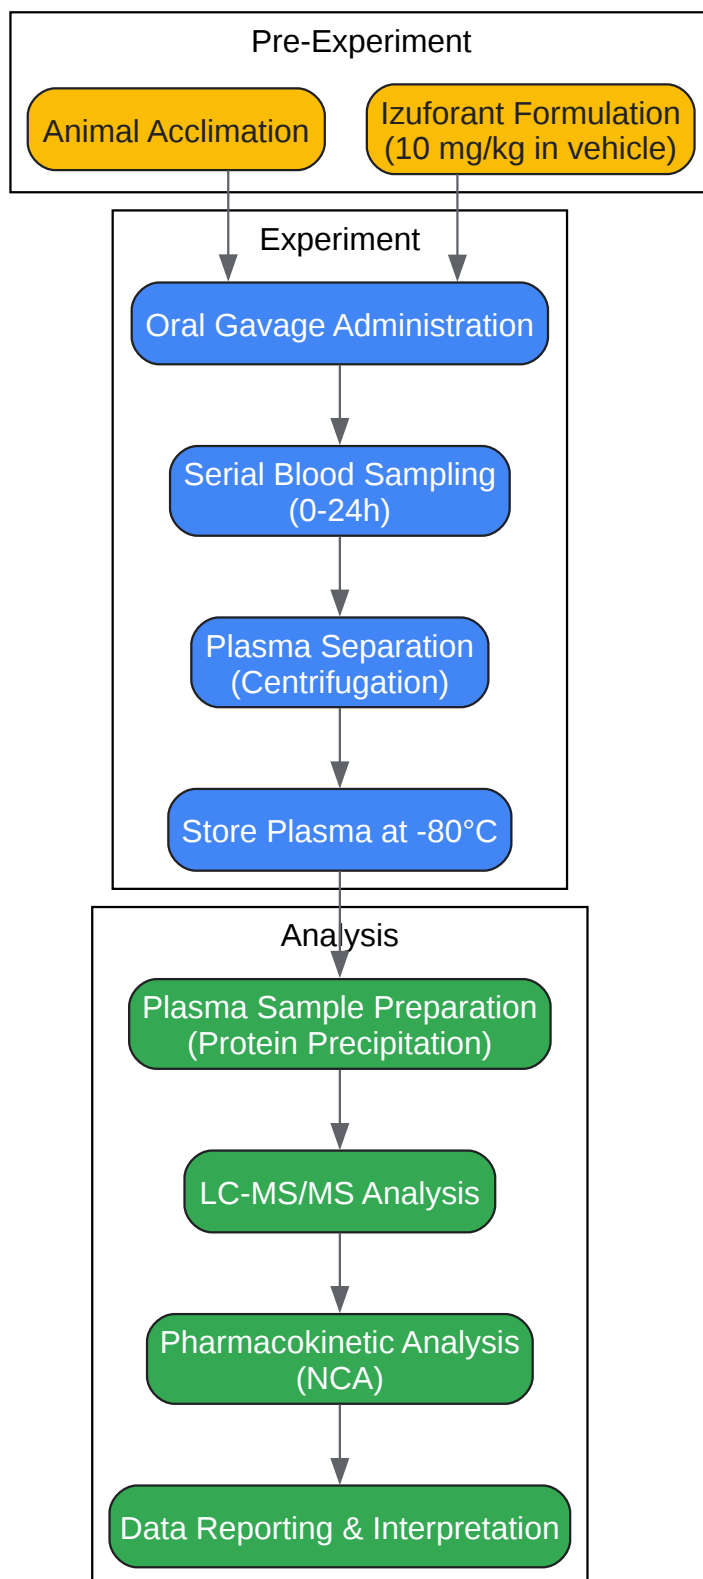 Pre-Experiment
Animal Acclimation
Izuforant Formulation
(10 mg/kg in vehicle)
Experiment
Oral Gavage Administration
Serial Blood Sampling
(0-24h)
Plasma Separation
(Centrifugation)
Store Plasma at -80°C
Analysis
Plasma Sample Preparation
(Protein Precipitation)
LC-MS/MS Analysis
Pharmacokinetic Analysis
(NCA)
Data Reporting & Interpretation